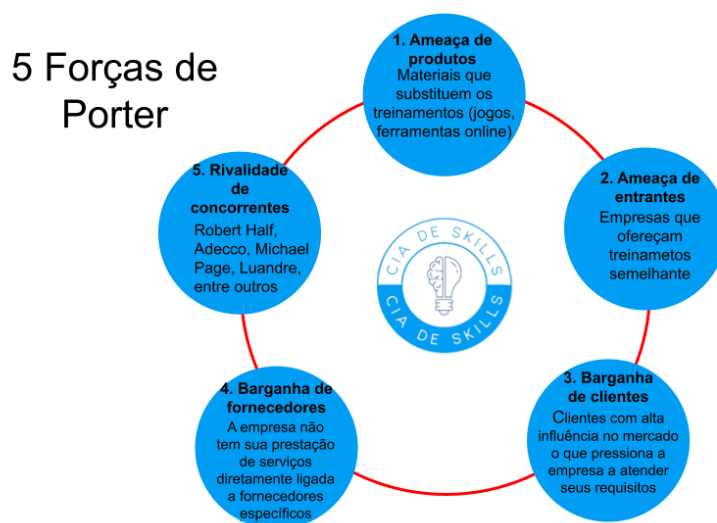 5 Forças de
Porter
1. Ameaça de
produtos
Materiais que
substituem os
treinamentos (jogos,
ferramentas online)
2. Ameaça de
entrantes
Empresas que
ofereçam
treinametos
semelhante
3. Barganha
de clientes
Clientes com alta
influência no mercado
o que pressiona a
empresa a atender
seus requisitos
4. Barganha de
fornecedores
A empresa não
tem sua prestação
de serviços
diretamente ligada
a fornecedores
específicos
5. Rivalidade
de
concorrentes
Robert Half,
Adecco, Michael
Page, Luandre,
entre outros
CIA DE SKILLS
CIA DE SKILLS